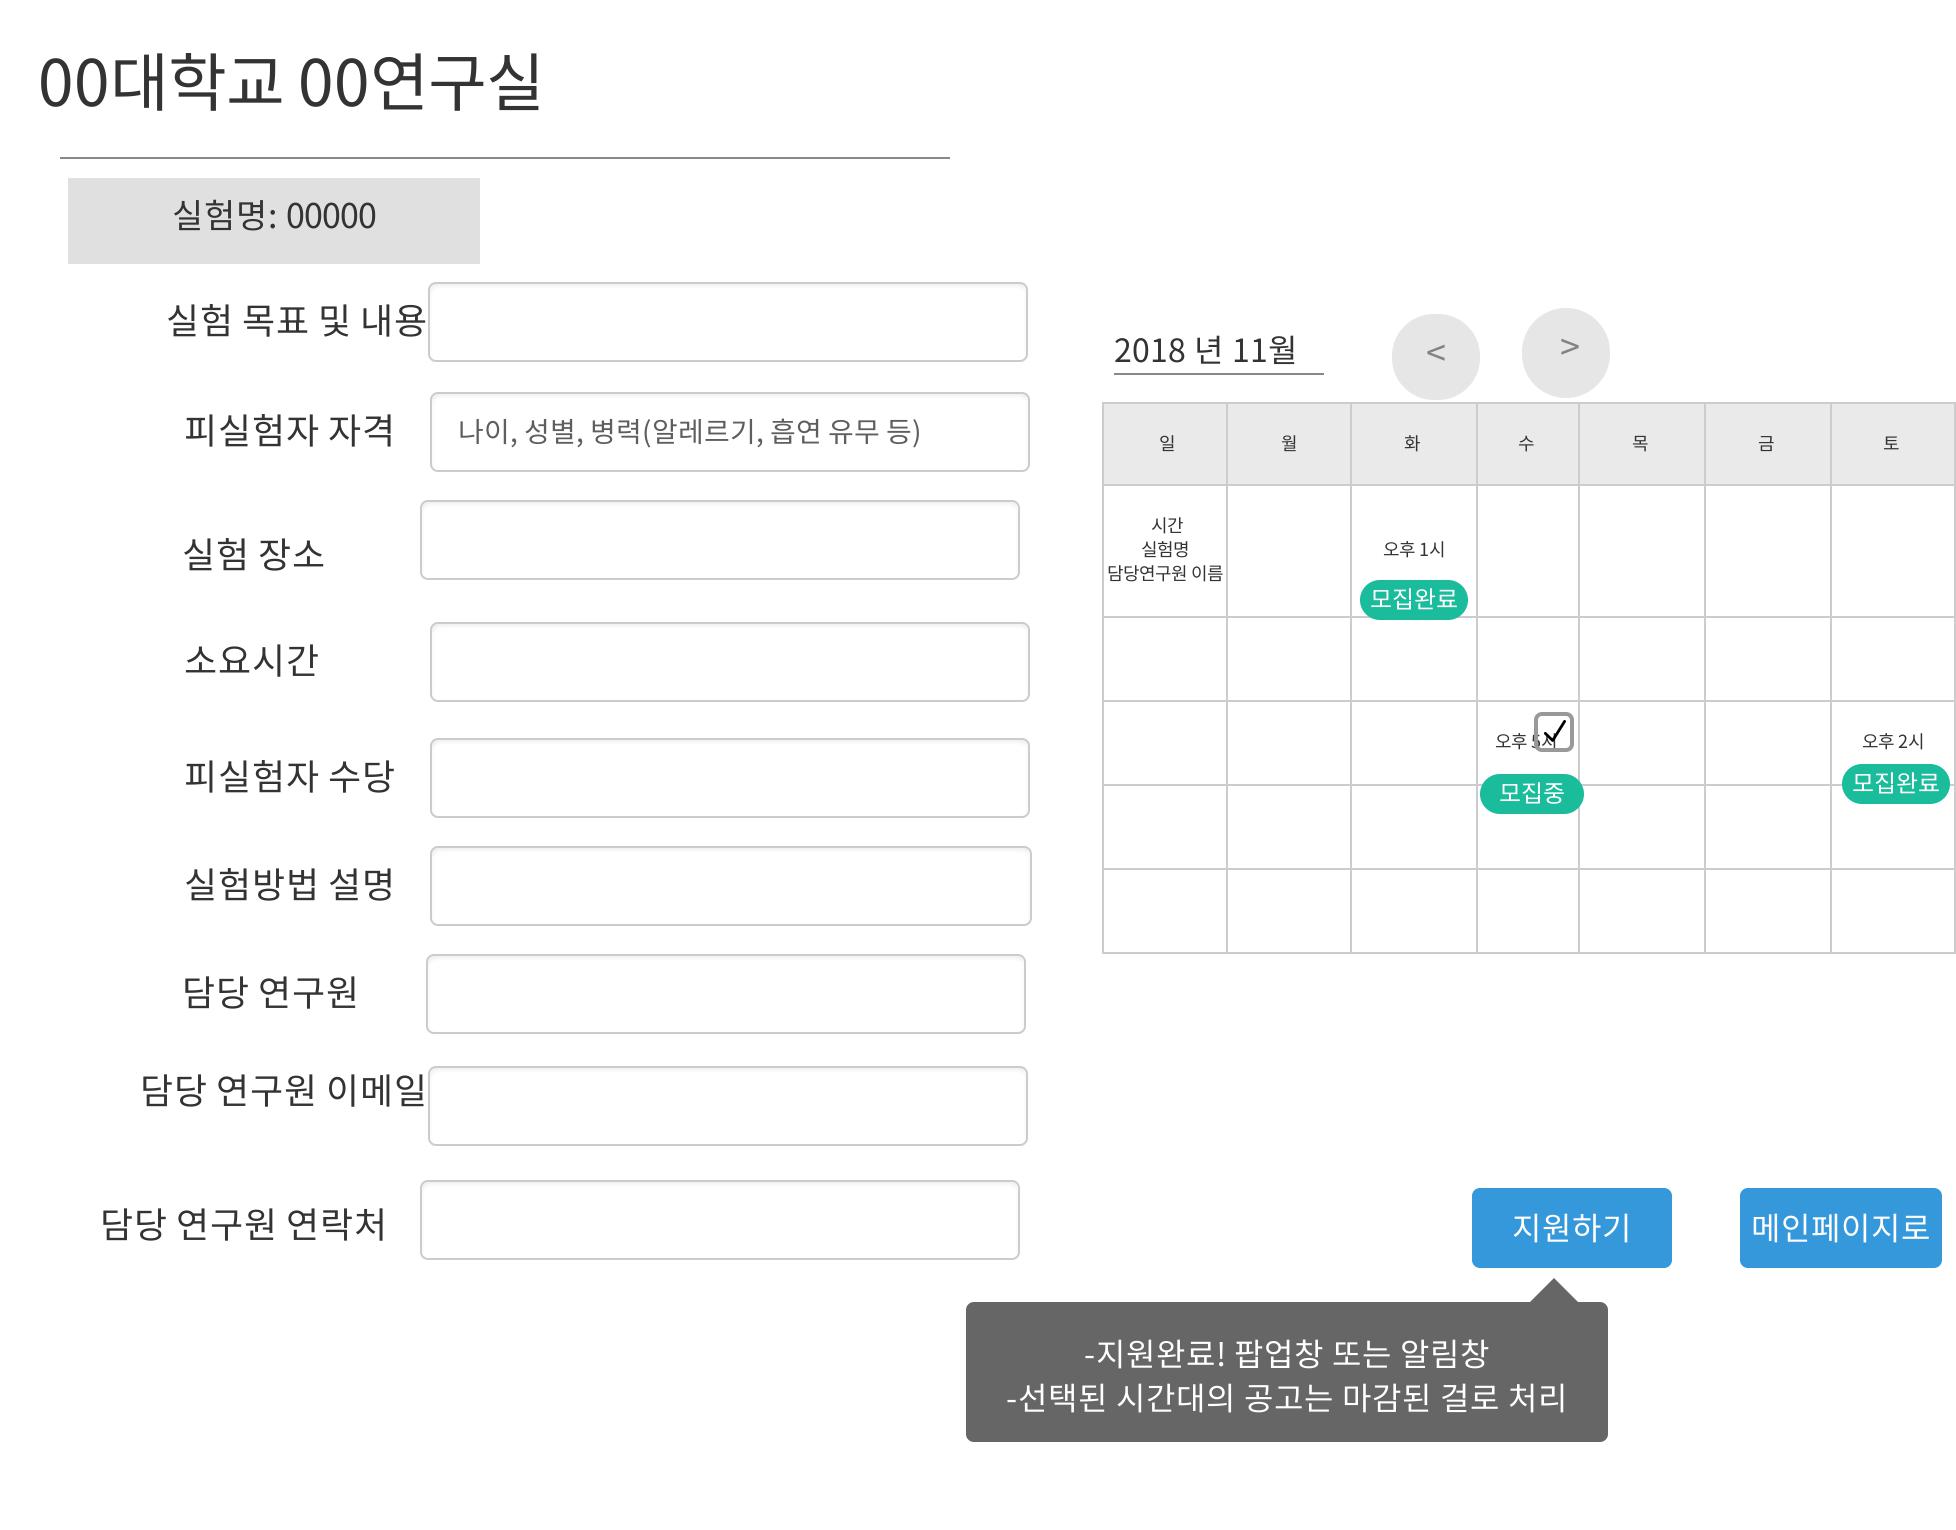 00대학교 00연구실
실험명: 00000
실험 목표 및 내용
피실험자 자격
나이, 성별, 병력(알레르기, 흡연 유무 등)
실험 장소
소요시간
피실험자 수당
실험방법 설명
담당 연구원
담당 연구원 이메일
담당 연구원 연락처
2018 년 11월
< >
일 월 화 수 목 금 토
시간
실험명
담당연구원 이름
오후 1시
모집완료
오후 5시
모집중
오후 2시
모집완료
지원하기
메인페이지로
-지원완료! 팝업창 또는 알림창
-선택된 시간대의 공고는 마감된 걸로 처리